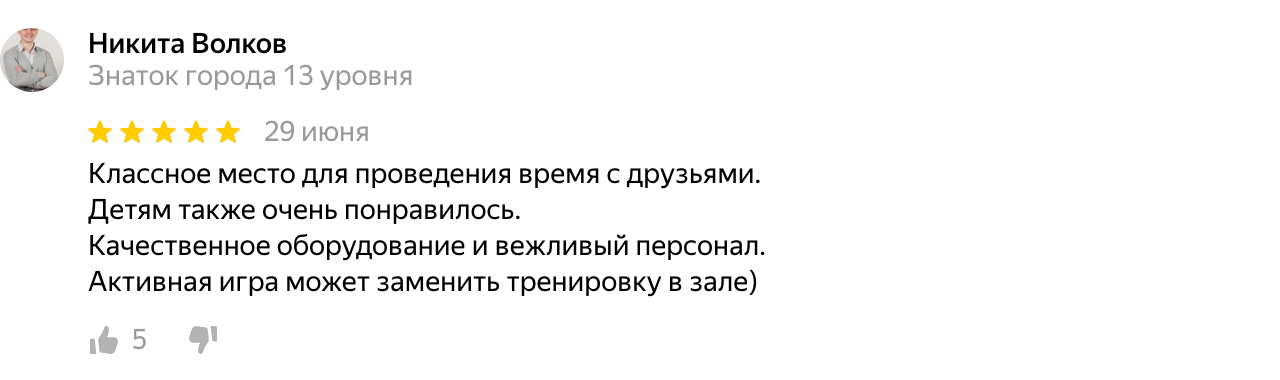 Никита Волков
Знаток города 13 уровня
29 июня
Классное место для проведения время с друзьями.
Детям также очень понравилось.
Качественное оборудование и вежливый персонал.
Активная игра может заменить тренировку в зале)
5